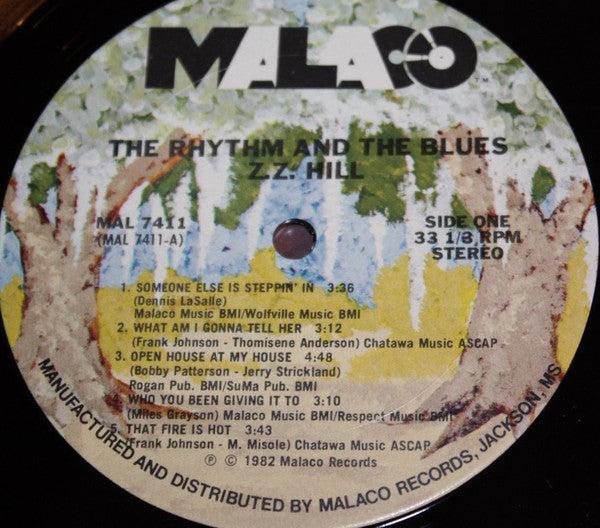 MALACO
TM
THE RHYTHM AND THE BLUES
Z.Z. HILL
MAL 7411
(MAL 7411-A)
SIDE ONE
33 1/3 RPM
STEREO
1. SOMEONE ELSE IS STEPPIN' IN 3:36
(Dennis LaSalle)
Malaco Music BMI/Wolfville Music BMI
2. WHAT AM I GONNA TELL HER 3:12
(Frank Johnson - Thomisene Anderson) Chatawa Music ASCAP
3. OPEN HOUSE AT MY HOUSE 4:48
(Bobby Patterson - Jerry Strickland)
Rogan Pub. BMI/SuMa Pub. BMI
4. WHO YOU BEEN GIVING IT TO 3:10
(Miles Grayson) Malaco Music BMI/Respect Music BMI
5. THAT FIRE IS HOT 3:43
(Frank Johnson - M. Misole) Chatawa Music ASCAP
Ⓟ © 1982 Malaco Records
MANUFACTURED AND DISTRIBUTED BY MALACO RECORDS, JACKSON, MS